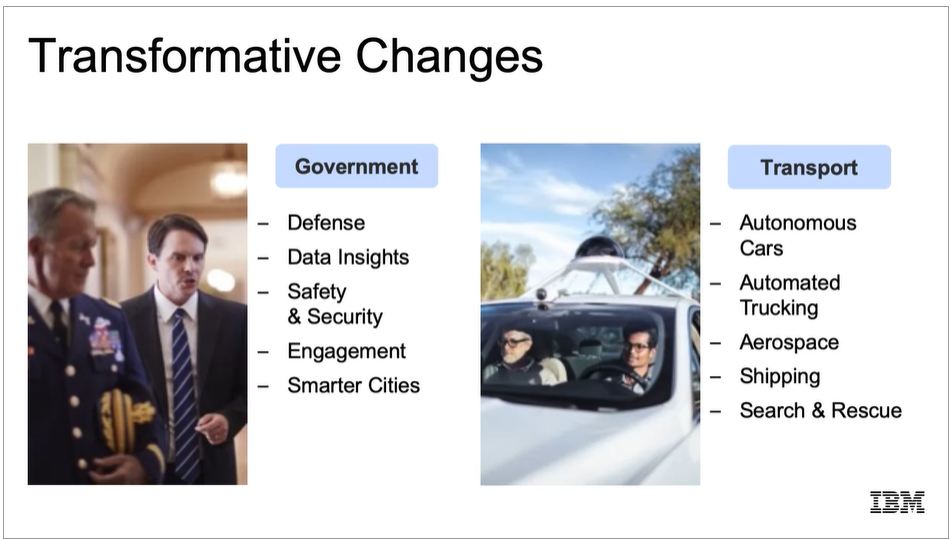 Transformative Changes
Government
– Defense
– Data Insights
– Safety
& Security
– Engagement
– Smarter Cities
Transport
– Autonomous
Cars
– Automated
Trucking
– Aerospace
– Shipping
– Search & Rescue
IBM